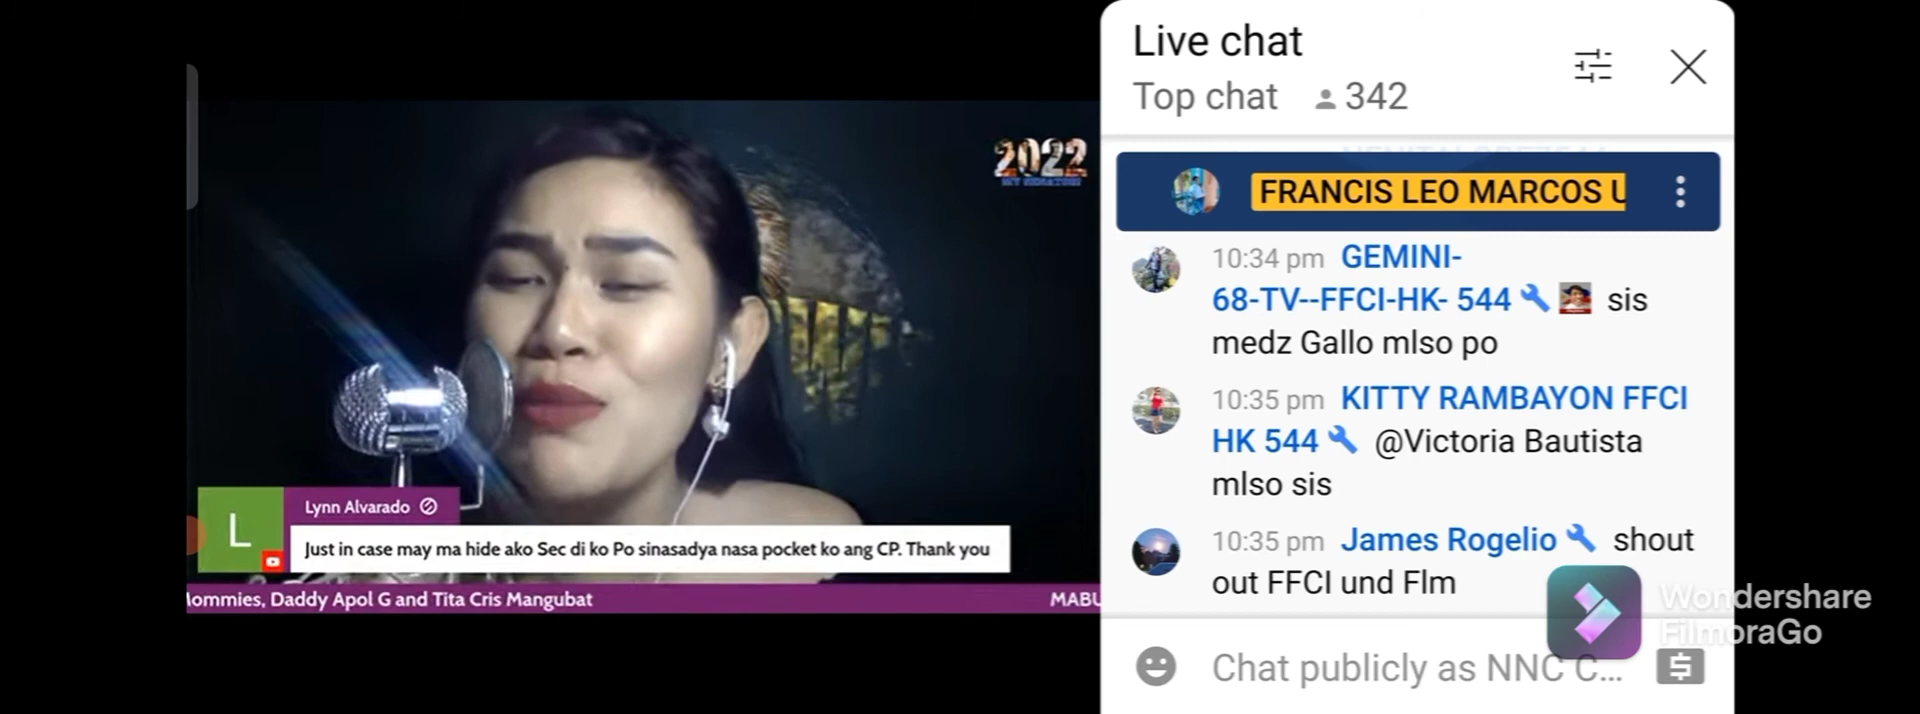 2022
MY SENATORS
L
Lynn Alvarado
Just in case may ma hide ako Sec di ko Po sinasadya nasa pocket ko ang CP. Thank you
ommies, Daddy Apol G and Tita Cris Mangubat
MABU
Live chat
Top chat 342
FRANCIS LEO MARCOS U
10:34 pm GEMINI-
68-TV--FFCI-HK- 544 sis
medz Gallo mlso po
10:35 pm KITTY RAMBAYON FFCI
HK 544 @Victoria Bautista
mlso sis
10:35 pm James Rogelio shout
out FFCI und Flm
Chat publicly as NNC C...
Wondershare
FilmoraGo